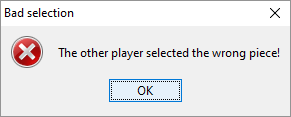 Bad selection
The other player selected the wrong piece!
OK